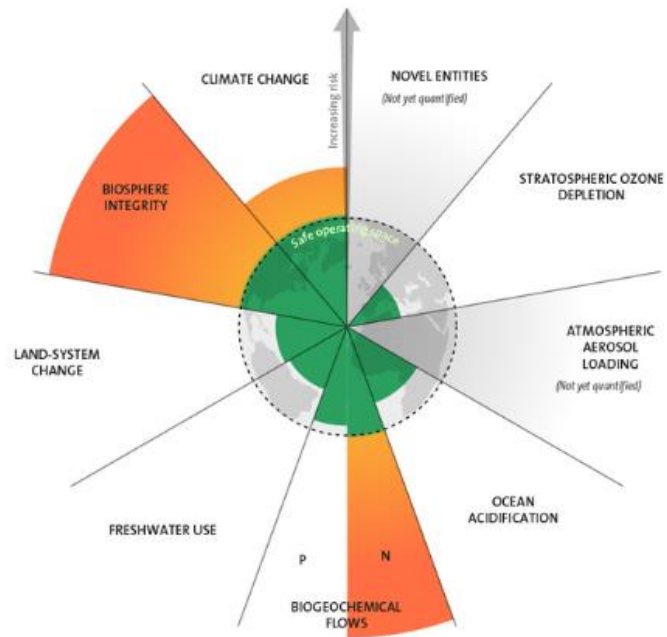 CLIMATE CHANGE
Increasing risk
NOVEL ENTITIES
(Not yet quantified)
STRATOSPHERIC OZONE
DEPLETION
BIOSPHERE
INTEGRITY
Safe operating space
LAND-SYSTEM
CHANGE
ATMOSPHERIC
AEROSOL
LOADING
(Not yet quantified)
FRESHWATER USE
OCEAN
ACIDIFICATION
P
N
BIOGEOCHEMICAL
FLOWS